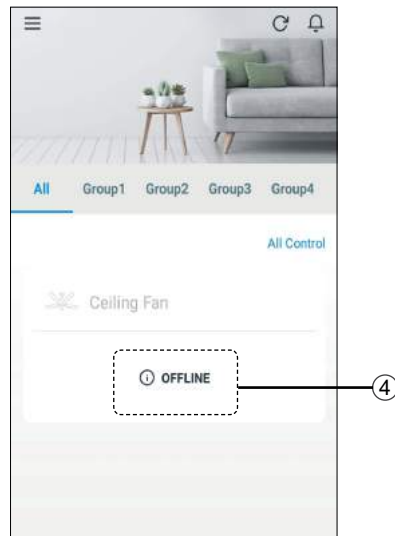 All Group1 Group2 Group3 Group4
All Control
Ceiling Fan
OFFLINE
4